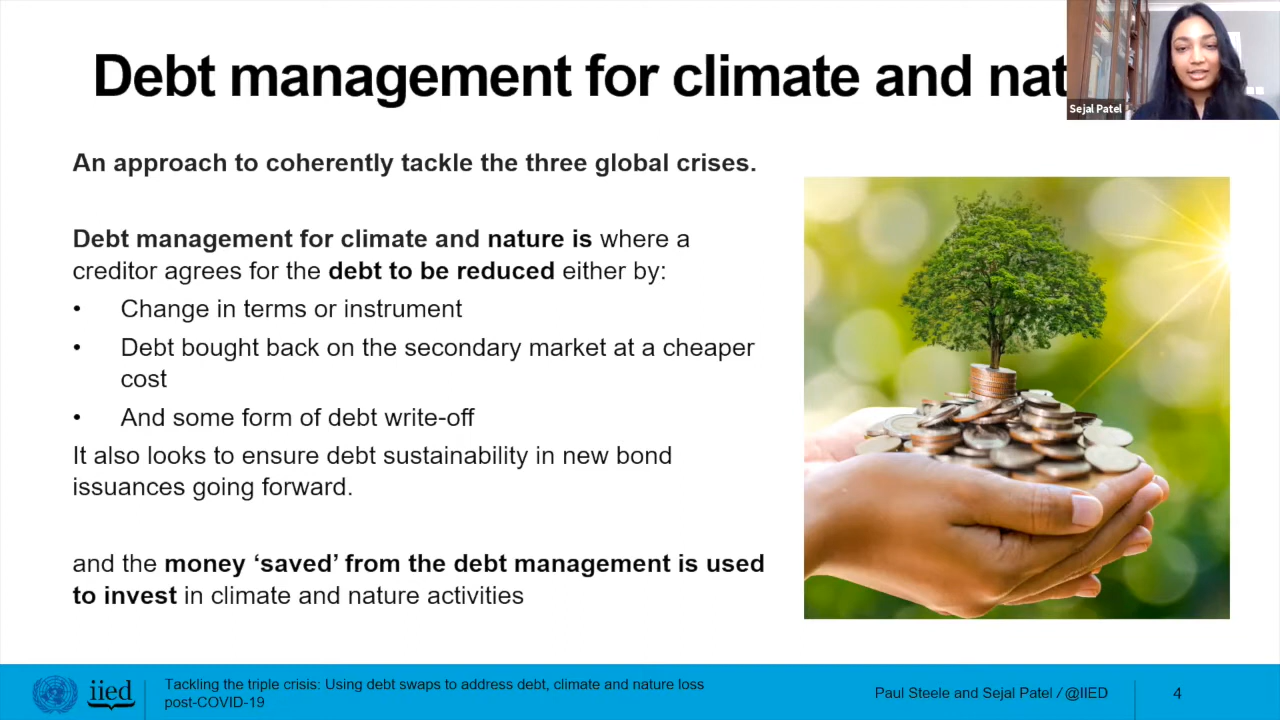 Debt management for climate and nat
Sejal Patel
An approach to coherently tackle the three global crises.
Debt management for climate and nature is where a
creditor agrees for the debt to be reduced either by:
• Change in terms or instrument
• Debt bought back on the secondary market at a cheaper
cost
• And some form of debt write-off
It also looks to ensure debt sustainability in new bond
issuances going forward.
and the money ‘saved’ from the debt management is used
to invest in climate and nature activities
iied
Tackling the triple crisis: Using debt swaps to address debt, climate and nature loss
post-COVID-19
Paul Steele and Sejal Patel / @IIED
4